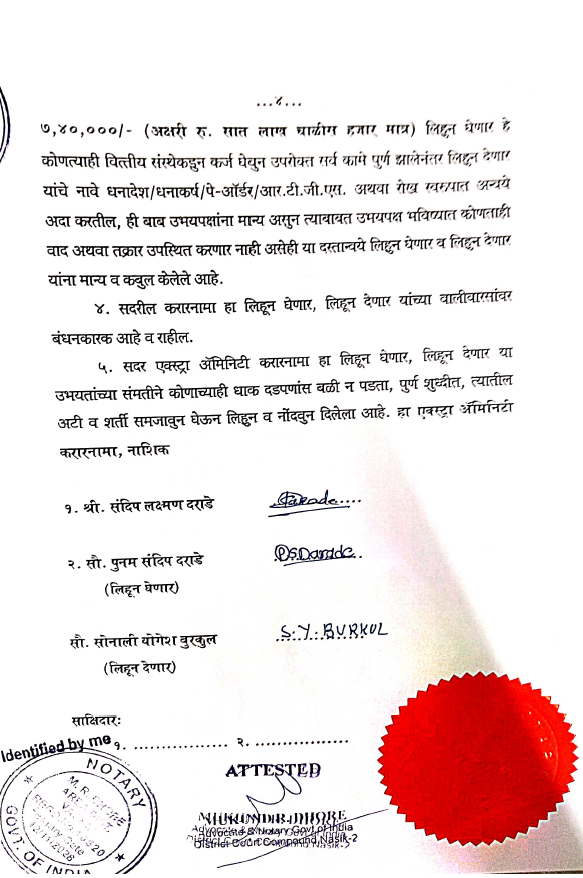 ...४...
७,४०,०००/- (अक्षरी रु. सात लाख चाळीस हजार मात्र) लिहून घेणार हे
कोणत्याही वित्तीय संस्थेकडुन कर्ज घेवुन उपरोक्त सर्व कामे पुर्ण झालेनंतर लिहून देणार
यांचे नावे धनादेश/धनाकर्ष/पे-ऑर्डर/आर.टी.जी.एस. अथवा रोख स्वरूपात अन्वये
अदा करतील, ही बाब उभयपक्षांना मान्य असुन त्याबाबत उभयपक्ष भविष्यात कोणताही
वाद अथवा तक्रार उपस्थित करणार नाही असेही या दस्तान्वये लिहून घेणार व लिहून देणार
यांना मान्य व कबुल केलेले आहे.
४. सदरील करारनामा हा लिहून घेणार, लिहून देणार यांच्या वालीवारसांवर
बंधनकारक आहे व राहील.
५. सदर एक्स्ट्रा ॲमिनिटी करारनामा हा लिहून घेणार, लिहून देणार या
उभयतांच्या संमतीने कोणाच्याही धाक दडपणांस बळी न पडता, पुर्ण शुध्दीत, त्यातील
अटी व शर्ती समजावुन घेऊन लिहुन व नोंदवुन दिलेला आहे. हा एक्स्ट्रा ॲमिनिटी
करारनामा, नाशिक
१. श्री. संदिप लक्ष्मण दराडे
२. सौ. पुनम संदिप दराडे PSDarade
(लिहून घेणार)
सौ. सोनाली योगेश बुरकुल S.Y.BURKUL
(लिहून देणार)
साक्षिदार:
Identified by me १. .................. २. ..................
ATTESTED
NOTARY
M. R. DHORE
GOVT. OF INDIA
MUKUND R. DHORE
Advocate & Notary Govt of India
District Court Compound, Nasik-2